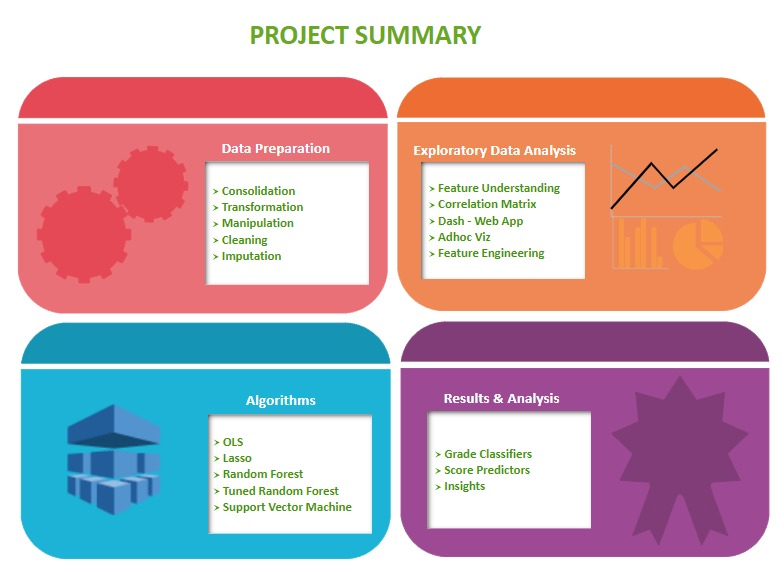 PROJECT SUMMARY
Data Preparation
Consolidation
Transformation
Manipulation
Cleaning
Imputation
Exploratory Data Analysis
Feature Understanding
Correlation Matrix
Dash - Web App
Adhoc Viz
Feature Engineering
Algorithms
OLS
Lasso
Random Forest
Tuned Random Forest
Support Vector Machine
Results & Analysis
Grade Classifiers
Score Predictors
Insights